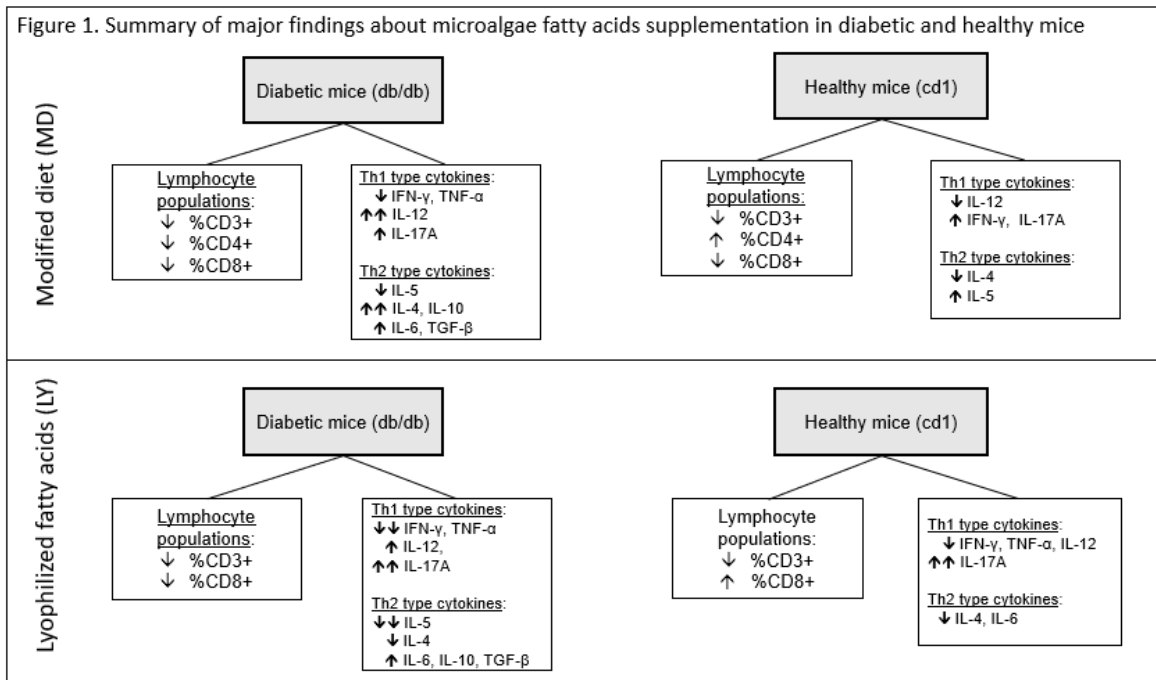 Figure 1. Summary of major findings about microalgae fatty acids supplementation in diabetic and healthy mice
Modified diet (MD)
Diabetic mice (db/db)
Lymphocyte
populations:
↓ %CD3+
↓ %CD4+
↓ %CD8+
Th1 type cytokines:
↓ IFN-γ, TNF-α
↑↑ IL-12
↑ IL-17A
Th2 type cytokines:
↓ IL-5
↑↑ IL-4, IL-10
↑ IL-6, TGF-β
Healthy mice (cd1)
Lymphocyte
populations:
↓ %CD3+
↑ %CD4+
↓ %CD8+
Th1 type cytokines:
↓ IL-12
↑ IFN-γ, IL-17A
Th2 type cytokines:
↓ IL-4
↑ IL-5
Lyophilized fatty acids (LY)
Diabetic mice (db/db)
Lymphocyte
populations:
↓ %CD3+
↓ %CD8+
Th1 type cytokines:
↓↓ IFN-γ, TNF-α
↑ IL-12,
↑↑ IL-17A
Th2 type cytokines:
↓↓ IL-5
↓ IL-4
↑ IL-6, IL-10, TGF-β
Healthy mice (cd1)
Lymphocyte
populations:
↓ %CD3+
↑ %CD8+
Th1 type cytokines:
↓ IFN-γ, TNF-α, IL-12
↑↑ IL-17A
Th2 type cytokines:
↓ IL-4, IL-6